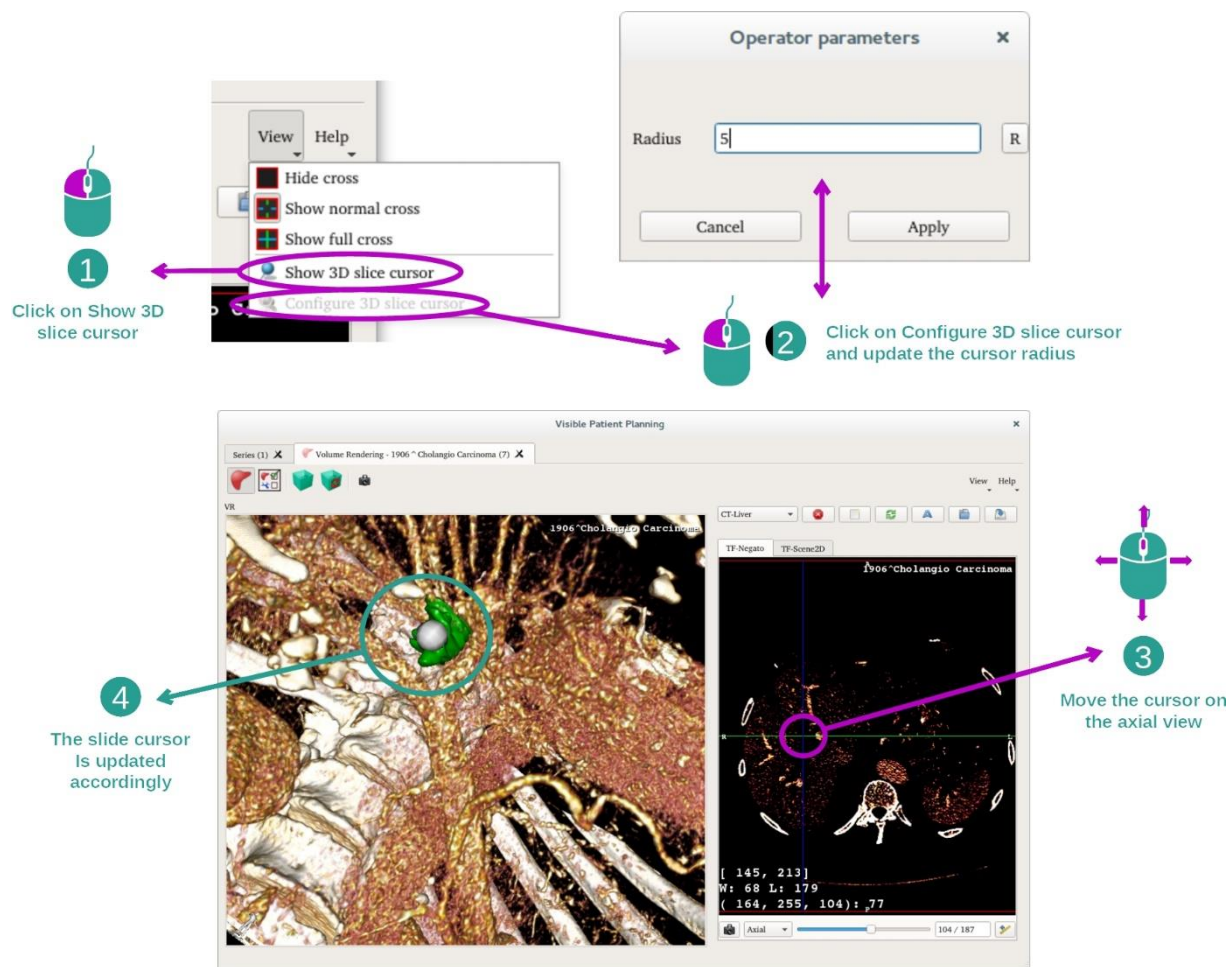 Operator parameters
Radius
5
R
Cancel
Apply
View Help
Hide cross
Show normal cross
Show full cross
Show 3D slice cursor
Configure 3D slice cursor
1
Click on Show 3D
slice cursor
2
Click on Configure 3D slice cursor
and update the cursor radius
Visible Patient Planning
Series (1)
Volume Rendering - 1906^Cholangio Carcinoma (7)
View Help
VR
1906^Cholangio Carcinome
CT-Liver
A
TF-Negato TF-Scene2D
A
1906^Cholangio Carcinoma
R
L
[ 145, 213]
W: 68 L: 179
( 164, 255, 104): 77
P
Axial
104 / 187
3
Move the cursor on
the axial view
4
The slide cursor
Is updated
accordingly